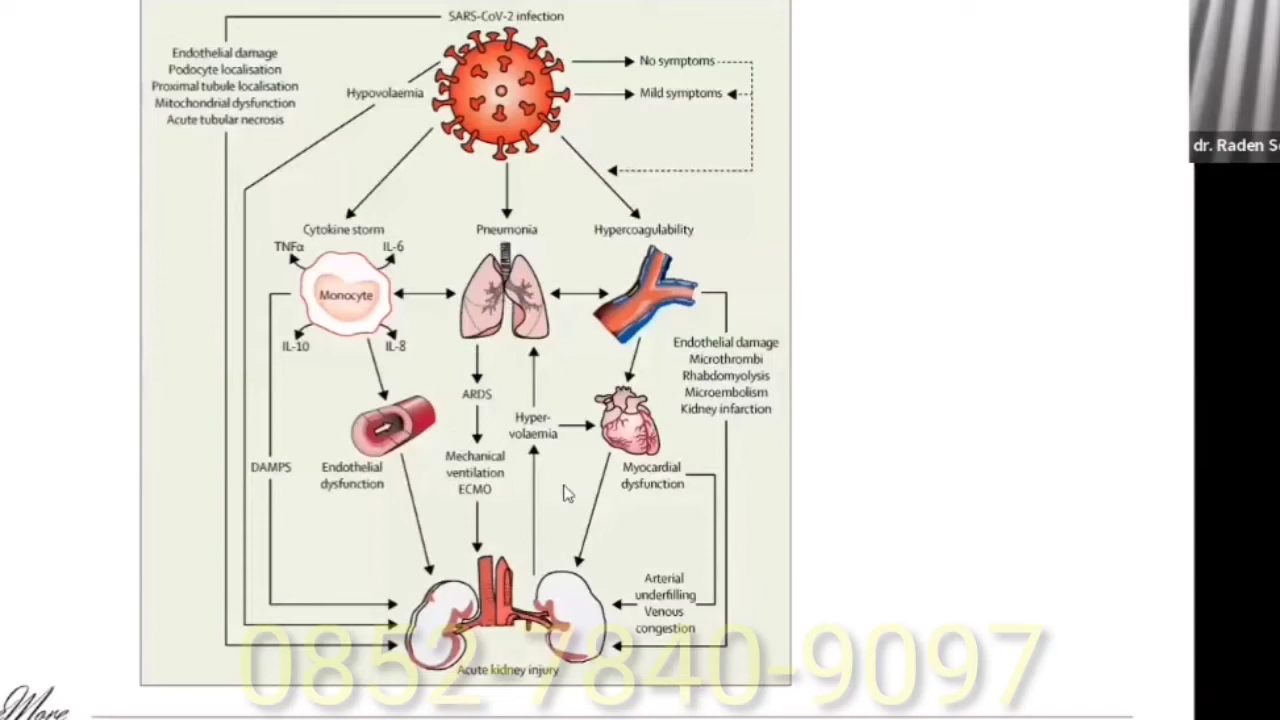 SARS-CoV-2 infection
Endothelial damage
Podocyte localisation
Proximal tubule localisation
Mitochondrial dysfunction
Acute tubular necrosis
Hypovolaemia
No symptoms
Mild symptoms
Cytokine storm
Pneumonia
Hypercoagulability
TNFα
IL-6
Monocyte
IL-10
IL-8
Endothelial damage
Microthrombi
Rhabdomyolysis
Microembolism
Kidney infarction
ARDS
Hyper-
volaemia
DAMPS
Endothelial
dysfunction
Mechanical
ventilation
ECMO
Myocardial
dysfunction
Arterial
underfilling
Venous
congestion
Acute kidney injury
0852-7840-9097
dr. Raden
More